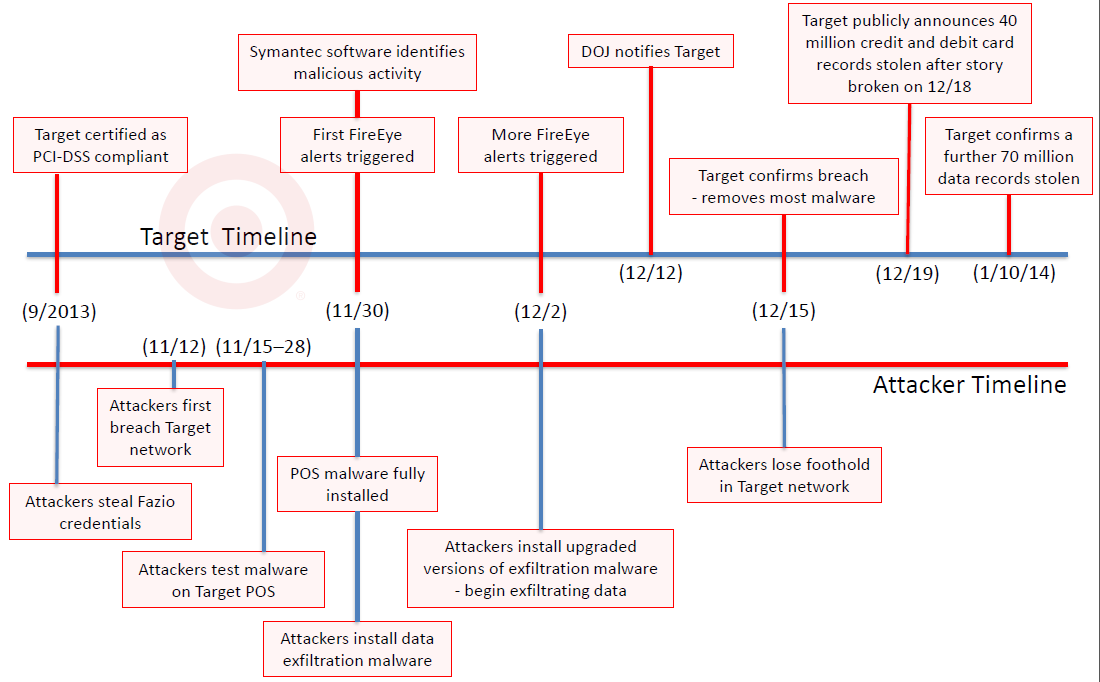 Target publicly announces 40
million credit and debit card
records stolen after story
broken on 12/18
Symantec software identifies
malicious activity
DOJ notifies Target
Target certified as
PCI-DSS compliant
First FireEye
alerts triggered
More FireEye
alerts triggered
Target confirms a
further 70 million
data records stolen
Target confirms breach
- removes most malware
Target Timeline
(12/12)
(12/19)
(1/10/14)
(9/2013)
(11/30)
(12/2)
(12/15)
(11/12)
(11/15–28)
Attacker Timeline
Attackers first
breach Target
network
Attackers lose foothold
in Target network
POS malware fully
installed
Attackers steal Fazio
credentials
Attackers install upgraded
versions of exfiltration malware
- begin exfiltrating data
Attackers test malware
on Target POS
Attackers install data
exfiltration malware